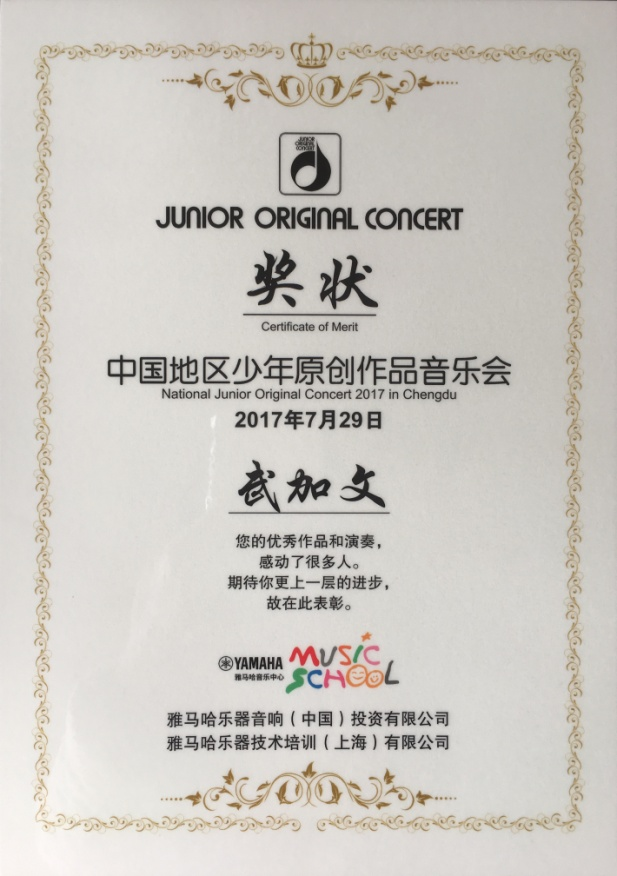 JUNIOR
ORIGINAL
CONCERT
JUNIOR ORIGINAL CONCERT
奖状
Certificate of Merit
中国地区少年原创作品音乐会
National Junior Original Concert 2017 in Chengdu
2017年7月29日
武加文
您的优秀作品和演奏，
感动了很多人。
期待你更上一层的进步，
故在此表彰。
YAMAHA MUSIC
雅马哈音乐中心 SCHOOL
雅马哈乐器音响（中国）投资有限公司
雅马哈乐器技术培训（上海）有限公司